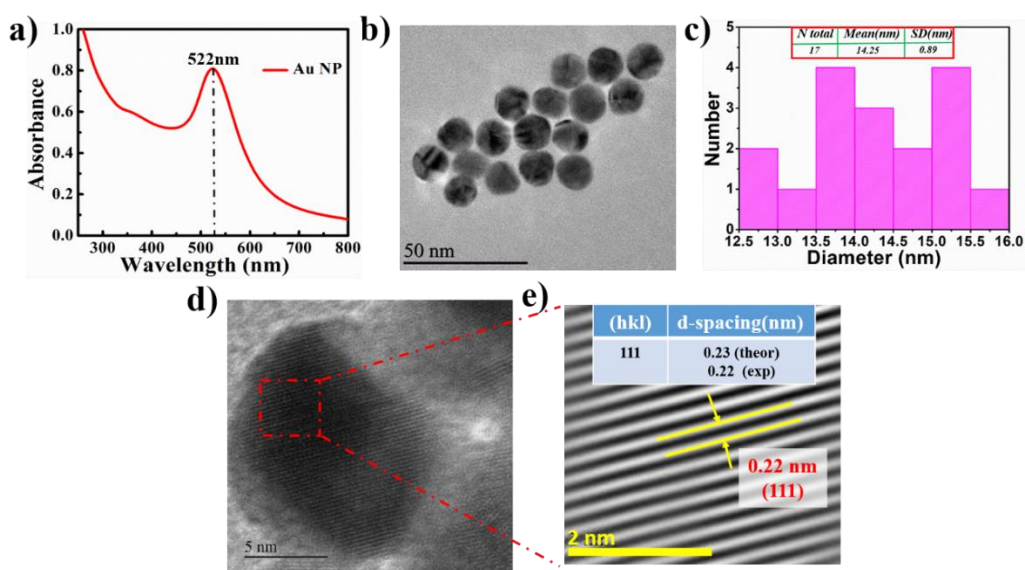 a)
1.0
0.8
0.6
0.4
0.2
0.0
Absorbance
522nm
Au NP
300 400 500 600 700 800
Wavelength (nm)
b)
50 nm
c)
N total Mean(nm) SD(nm)
17 14.25 0.89
5
4
3
2
1
0
Number
12.5 13.0 13.5 14.0 14.5 15.0 15.5 16.0
Diameter (nm)
d)
5 nm
e)
(hkl) d-spacing(nm)
111 0.23 (theor)
0.22 (exp)
0.22 nm
(111)
2 nm